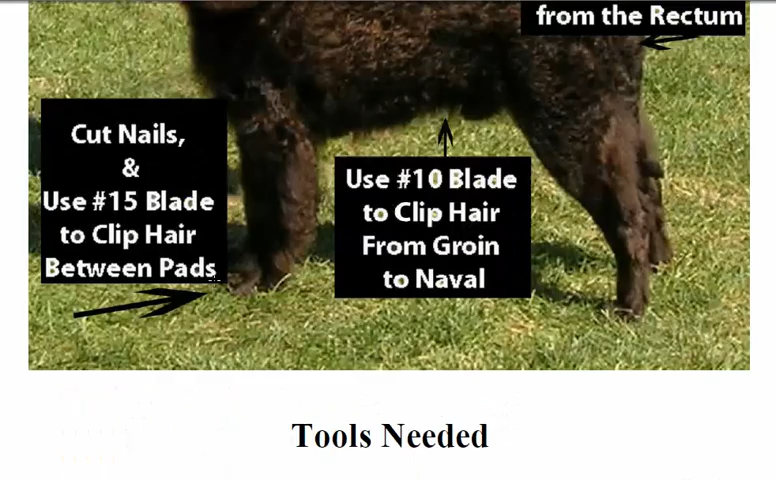 from the Rectum
Cut Nails,
&
Use #15 Blade
to Clip Hair
Between Pads
Use #10 Blade
to Clip Hair
From Groin
to Naval
Tools Needed